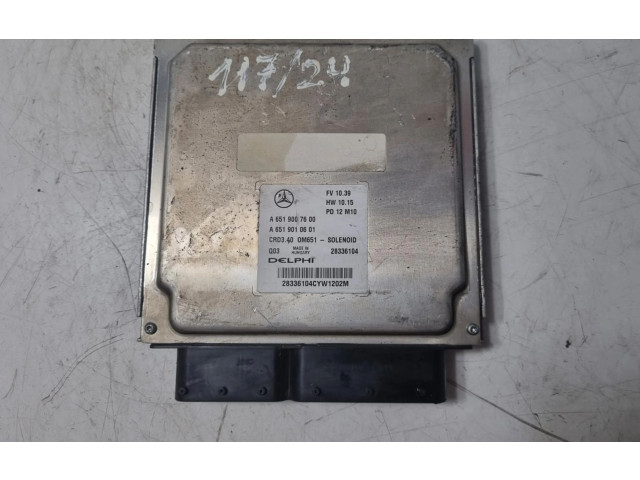 117/24
FV 10.39
HW 10.15
PD 12 M10
A 651 900 76 00
A 651 901 06 01
CRD3.40 OM651 - SOLENOID
Q03 MADE IN HUNGARY 28336104
DELPHI
28336104CYW1202M